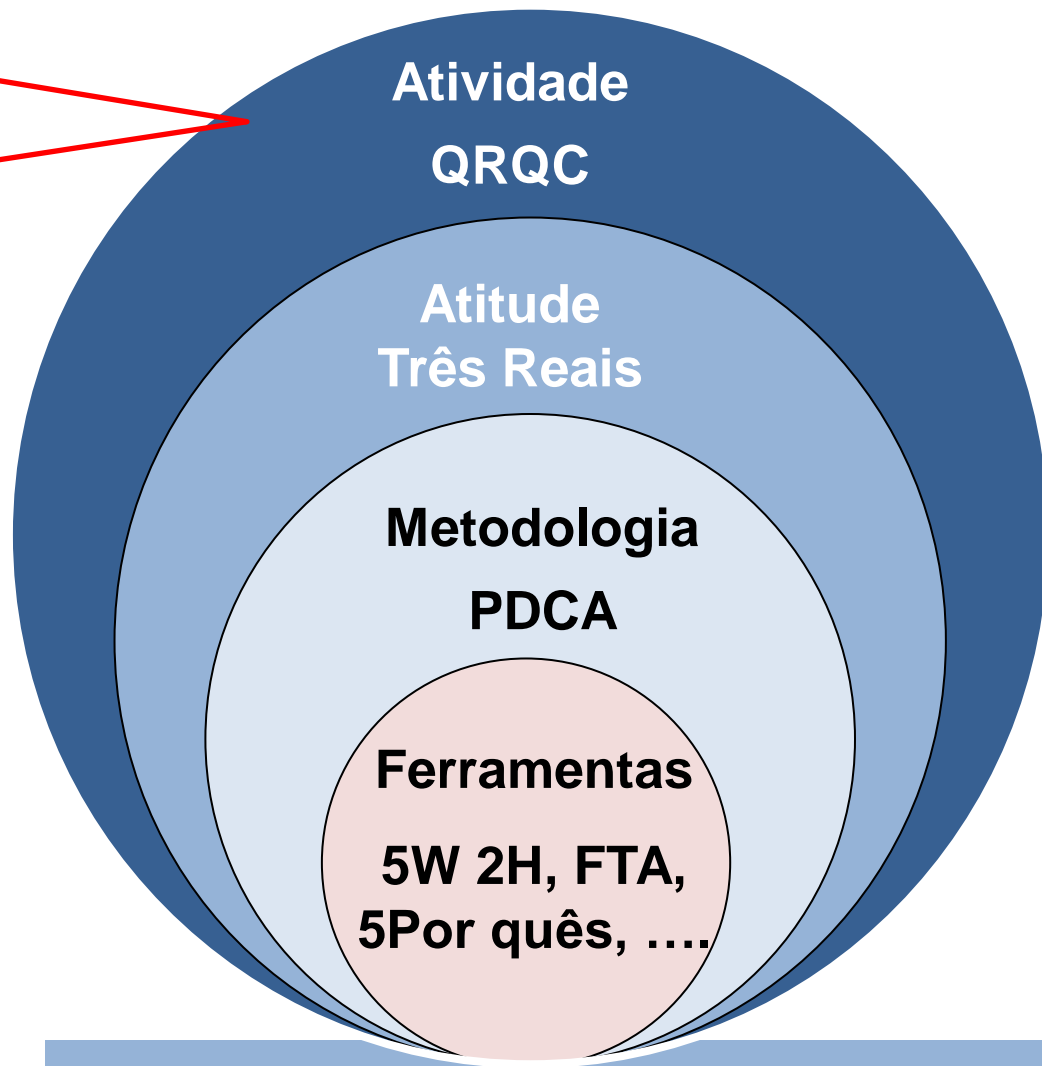 Atividade
QRQC
Atitude
Três Reais
Metodologia
PDCA
Ferramentas
5W 2H, FTA,
5Por quês, ….